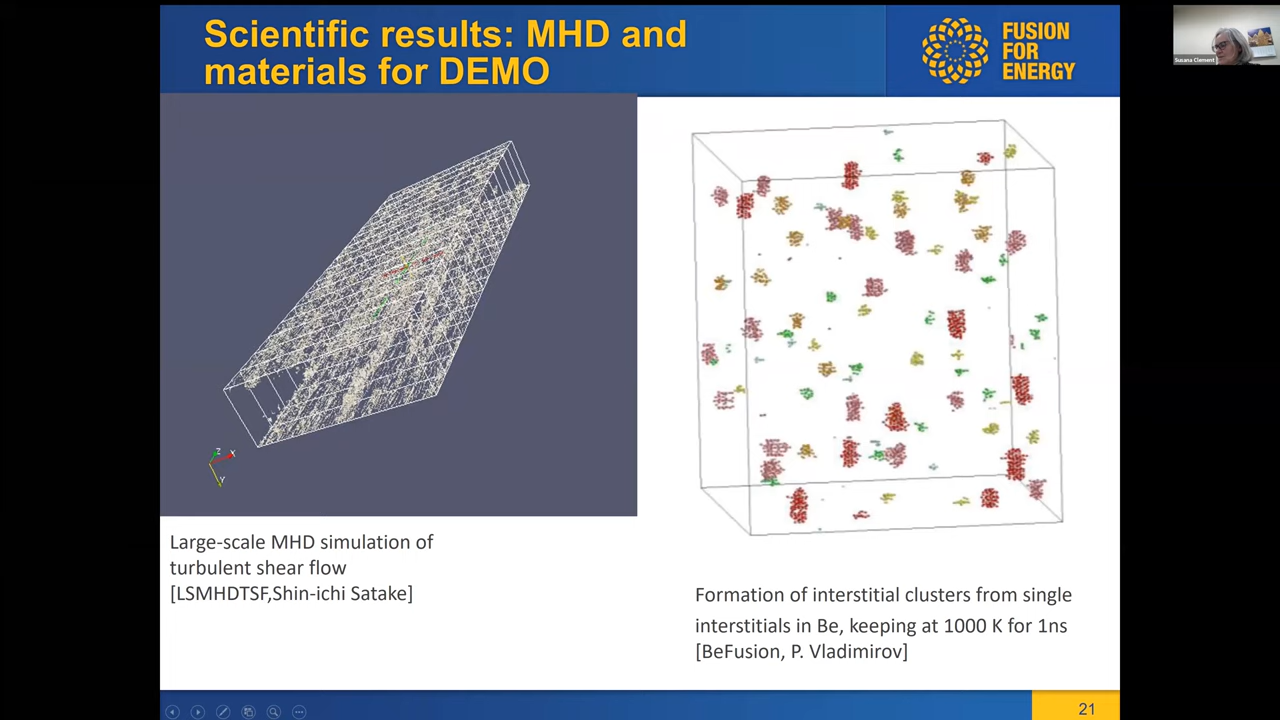 Scientific results: MHD and
materials for DEMO
FUSION
FOR
ENERGY
Susana Clement
Z
X
Y
Large-scale MHD simulation of
turbulent shear flow
[LSMHDTSF,Shin-ichi Satake]
Formation of interstitial clusters from single
interstitials in Be, keeping at 1000 K for 1ns
[BeFusion, P. Vladimirov]
21